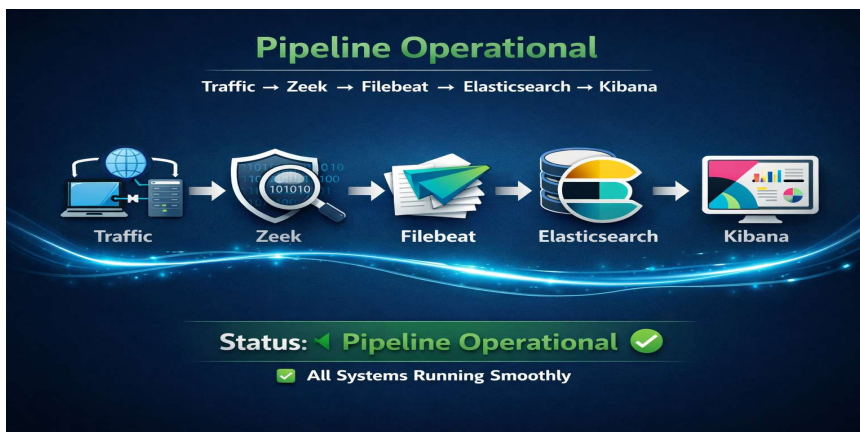 Pipeline Operational
Traffic → Zeek → Filebeat → Elasticsearch → Kibana
101010
Traffic
Zeek
Filebeat
Elasticsearch
Kibana
Status: Pipeline Operational
All Systems Running Smoothly